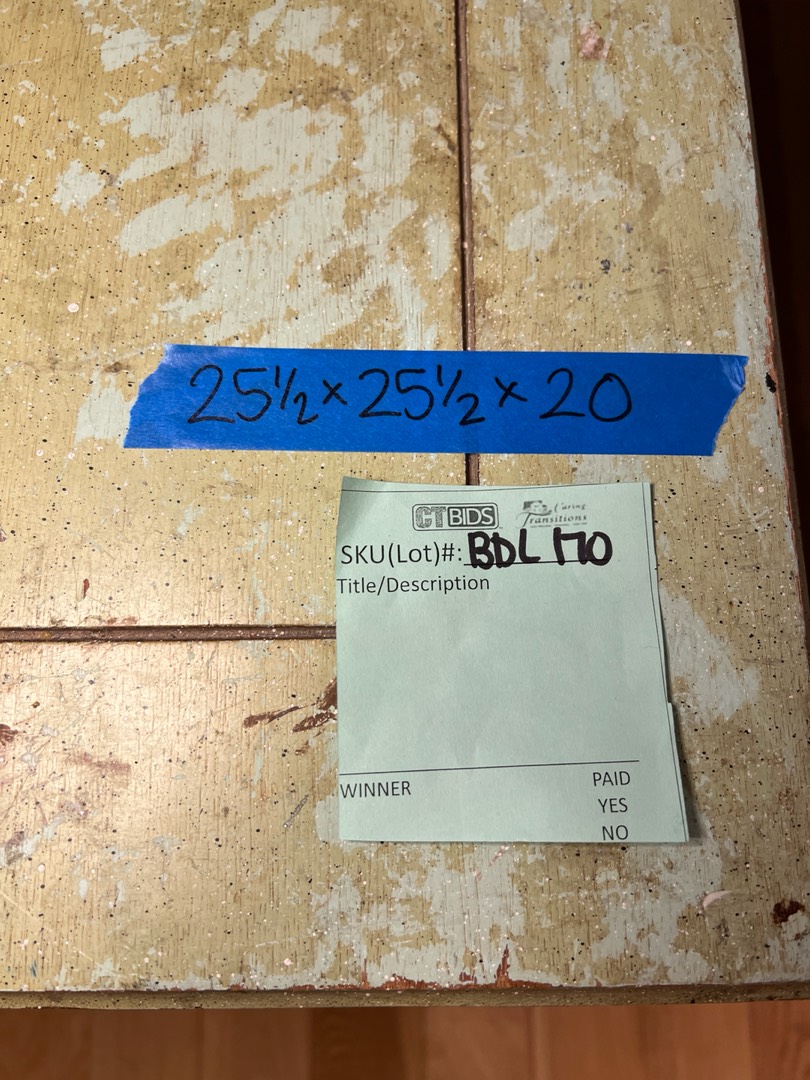 25½ x 25½ x 20
CTBIDS
Caring
Transitions
SKU(Lot)#: BDL 170
Title/Description
WINNER
PAID
YES
NO